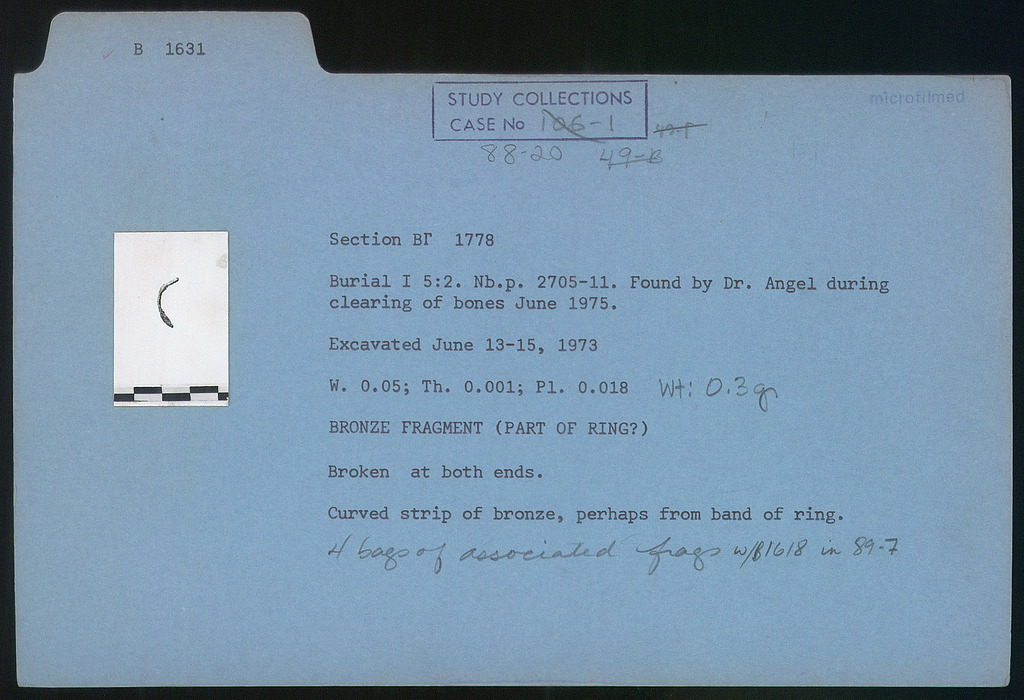 B 1631
STUDY COLLECTIONS
CASE No 106-1
88-20 49-B
microfilmed
Section ΒΓ 1778
Burial I 5:2. Nb.p. 2705-11. Found by Dr. Angel during
clearing of bones June 1975.
Excavated June 13-15, 1973
W. 0.05; Th. 0.001; Pl. 0.018 Wt: 0.3gr
BRONZE FRAGMENT (PART OF RING?)
Broken at both ends.
Curved strip of bronze, perhaps from band of ring.
4 bags of associated frags w/B1618 in 89-7